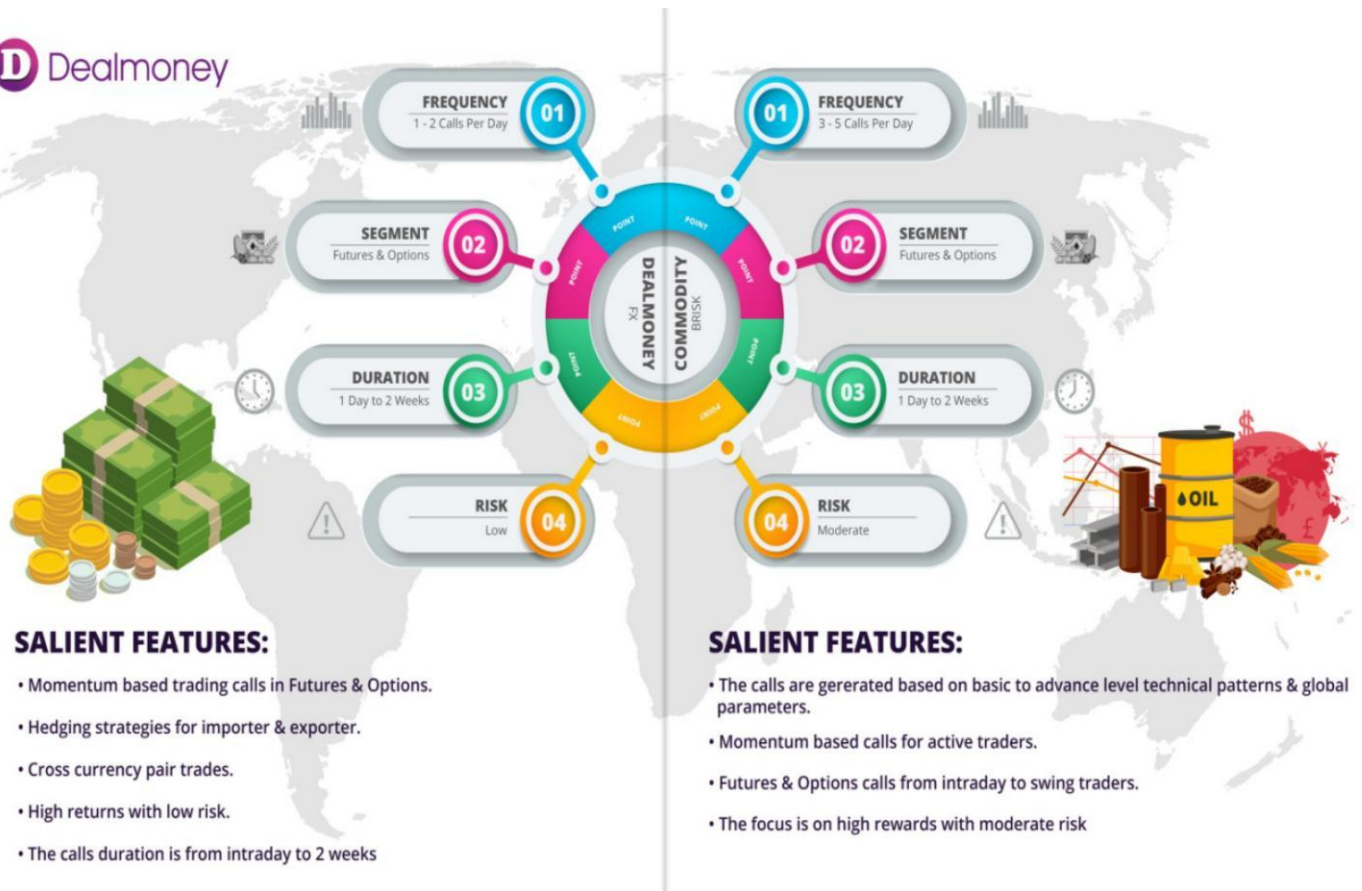 D Dealmoney
FREQUENCY
1 - 2 Calls Per Day
01
SEGMENT
Futures & Options
02
DURATION
1 Day to 2 Weeks
03
RISK
Low
04
POINT
POINT
POINT
POINT
DEALMONEY
FX
COMMODITY
BRISK
POINT
POINT
POINT
POINT
01
FREQUENCY
3 - 5 Calls Per Day
02
SEGMENT
Futures & Options
03
DURATION
1 Day to 2 Weeks
04
RISK
Moderate
$
¥
£
OIL
SALIENT FEATURES:
• Momentum based trading calls in Futures & Options.
• Hedging strategies for importer & exporter.
• Cross currency pair trades.
• High returns with low risk.
• The calls duration is from intraday to 2 weeks
SALIENT FEATURES:
• The calls are gererated based on basic to advance level technical patterns & global
parameters.
• Momentum based calls for active traders.
• Futures & Options calls from intraday to swing traders.
• The focus is on high rewards with moderate risk